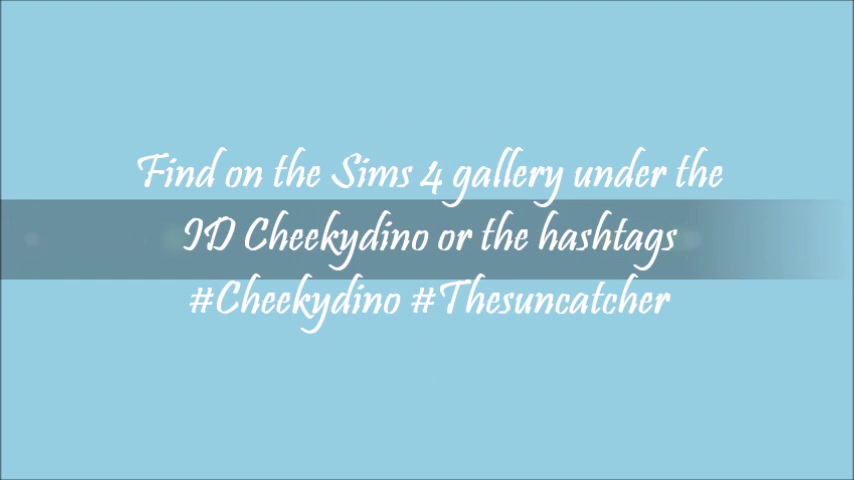 Find on the Sims 4 gallery under the
ID Cheekydino or the hashtags
#Cheekydino #Thesuncatcher